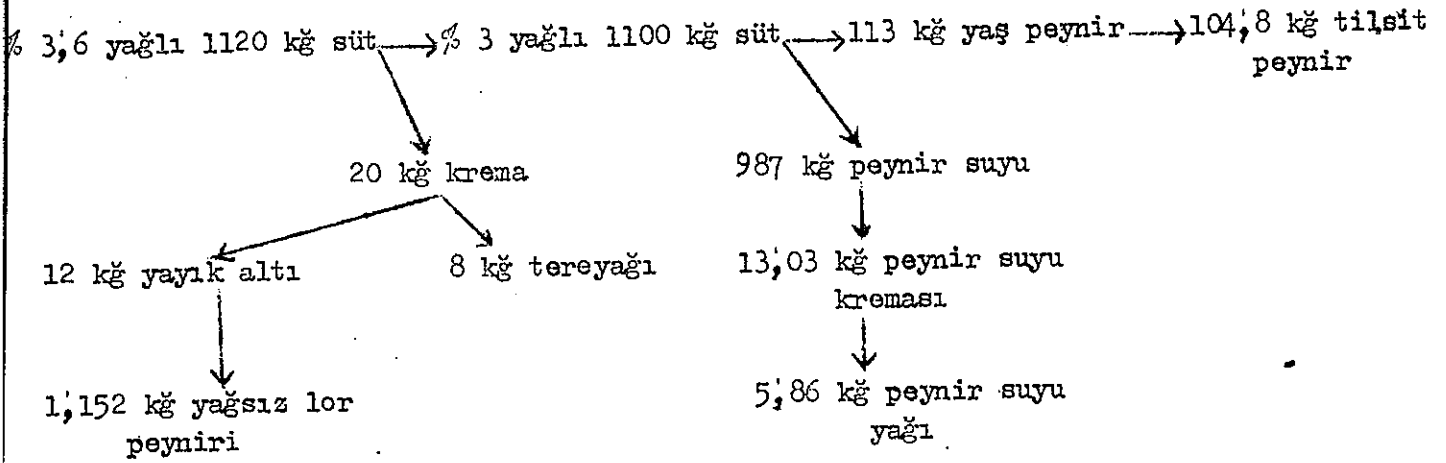 % 3,6 yağlı 1120 kğ süt → % 3 yağlı 1100 kğ süt → 113 kğ yaş peynir → 104,8 kğ tilsit
peynir
20 kğ krema
987 kğ peynir suyu
12 kğ yayık altı
8 kğ tereyağı
13,03 kğ peynir suyu
kreması
1,152 kğ yağsız lor
peyniri
5,86 kğ peynir suyu
yağı